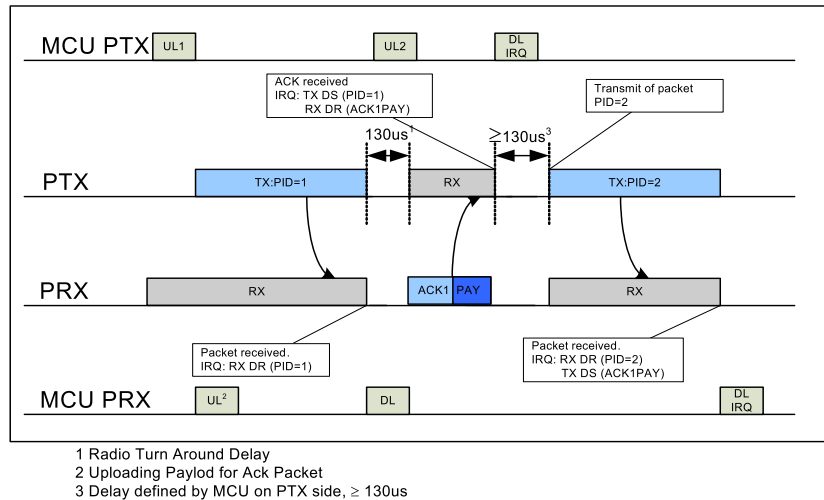 MCU PTX
UL1
UL2
DL
IRQ
ACK received
IRQ: TX DS (PID=1)
RX DR (ACK1PAY)
Transmit of packet
PID=2
130us1
≥130us3
PTX
TX:PID=1
RX
TX:PID=2
PRX
RX
ACK1 PAY
RX
Packet received.
IRQ: RX DR (PID=1)
Packet received.
IRQ: RX DR (PID=2)
TX DS (ACK1PAY)
MCU PRX
UL2
DL
DL
IRQ
1 Radio Turn Around Delay
2 Uploading Paylod for Ack Packet
3 Delay defined by MCU on PTX side, ≥ 130us